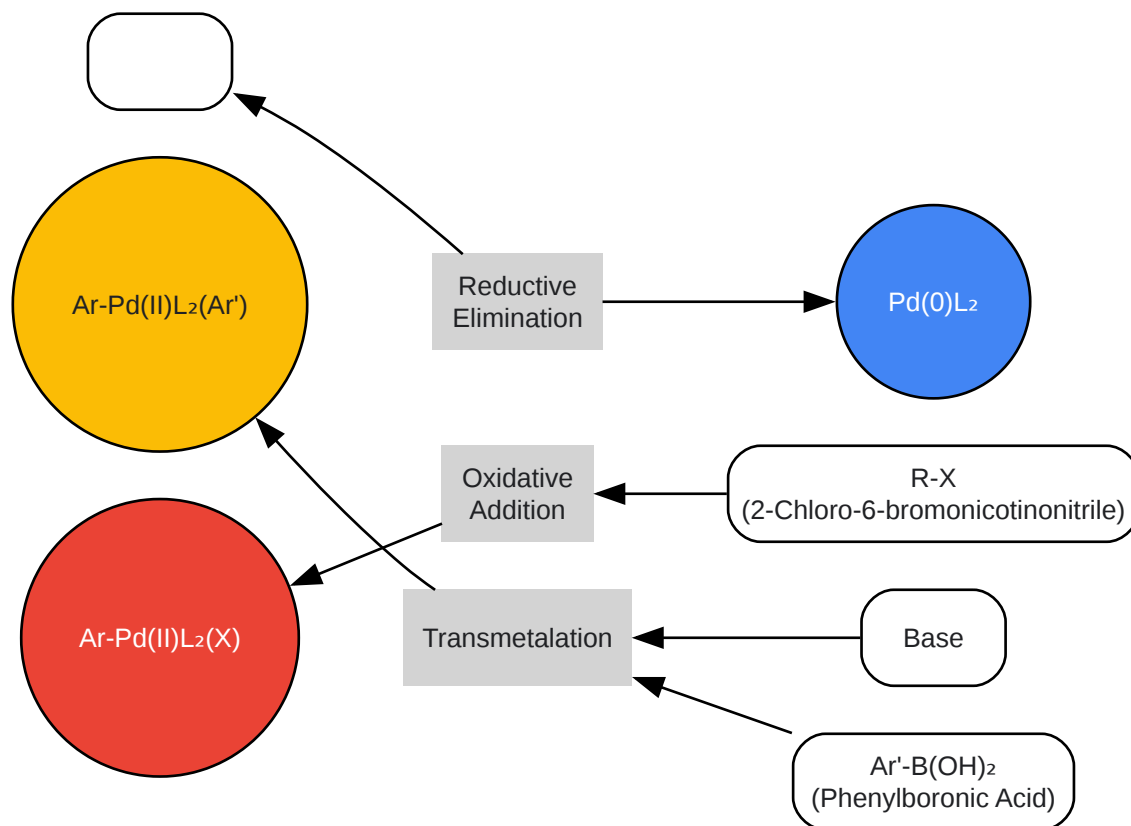 Reductive
Elimination
Ar-Pd(II)L₂(Ar')
Pd(0)L₂
Oxidative
Addition
R-X
(2-Chloro-6-bromonicotinonitrile)
Ar-Pd(II)L₂(X)
Transmetalation
Base
Ar'-B(OH)₂
(Phenylboronic Acid)